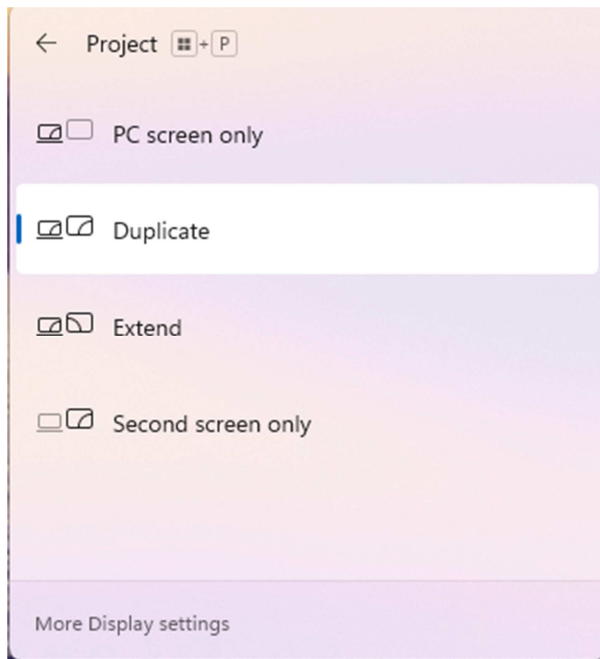 Project + P
PC screen only
Duplicate
Extend
Second screen only
More Display settings